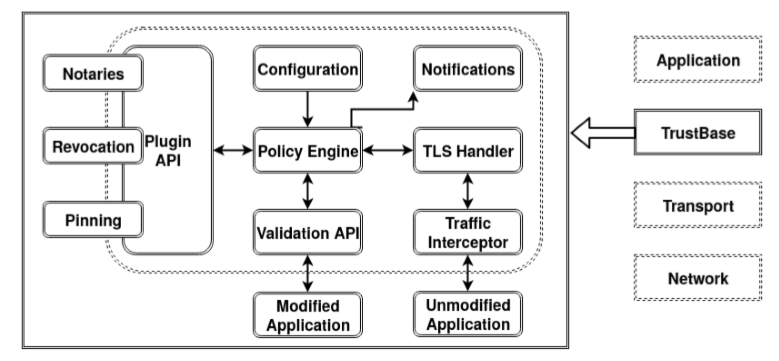 Notaries
Configuration
Notifications
Application
Revocation
Plugin
API
Policy Engine
TLS Handler
TrustBase
Pinning
Validation API
Traffic
Interceptor
Transport
Modified
Application
Unmodified
Application
Network